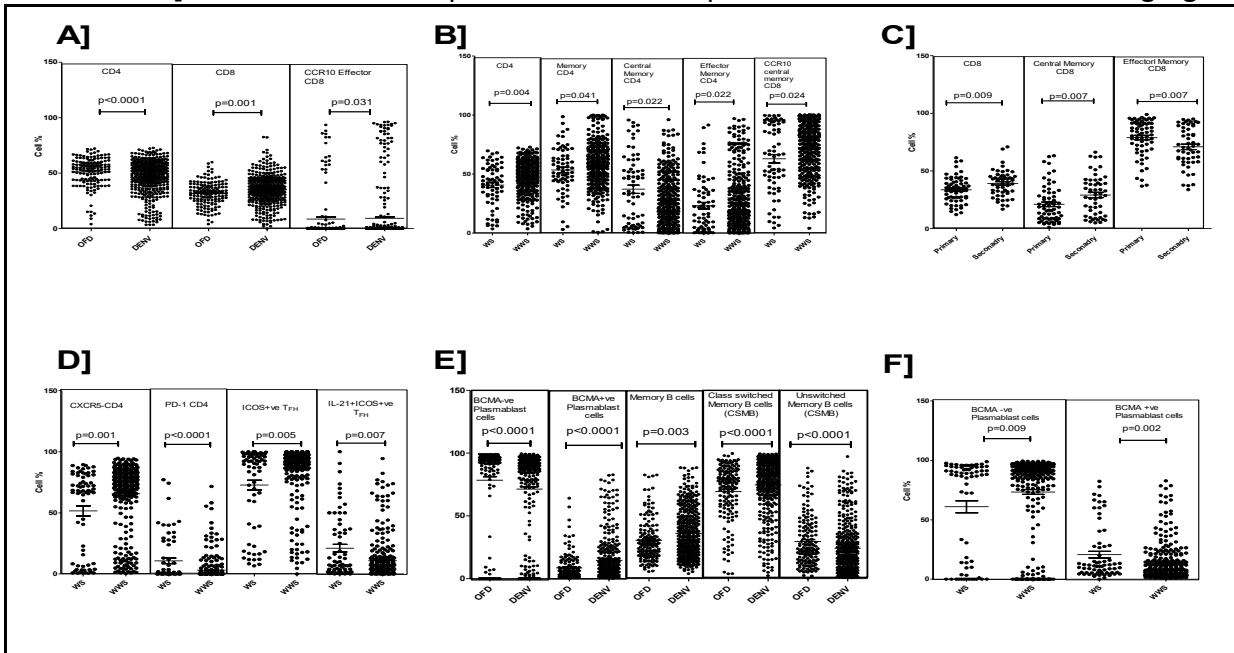 A]
150
100
50
0
Cell %
CD4
p<0.0001
CD8
p=0.001
CCR10 Effector
CD8
p=0.031
OFD
DENV
OFD
DENV
OFD
DENV
B]
150
100
50
0
Cell %
CD4
p=0.004
Memory
CD4
p=0.041
Central
Memory
CD4
p=0.022
Effector
Memory CD4
p=0.022
CCR10
central
memory
CD8
p=0.024
WS
WWS
WS
WWS
WS
WWS
WS
WWS
WS
WWS
C]
150
100
50
0
Cell %
CD8
p=0.009
Central Memory
CD8
p=0.007
Effectorl Memory
CD8
p=0.007
Primary
Seconadry
Primary
Seconadry
Primary
Seconadry
D]
150
100
50
0
Cell %
CXCR5-CD4
p=0.001
PD-1 CD4
p<0.0001
ICOS+ve TFH
p=0.005
IL-21+ICOS+ve
TFH
p=0.007
WS
WWS
WS
WWS
WS
WWS
WS
WWS
E]
150
100
50
0
Cell %
BCMA-ve
Plasmablast
cells
p<0.0001
BCMA+ve
Plasmablast
cells
p<0.0001
Memory B cells
p=0.003
Class switched
Memory B cells
(CSMB)
p<0.0001
Unswitched
Memory B cells
(CSMB)
p<0.0001
OFD
DENV
OFD
DENV
OFD
DENV
OFD
DENV
OFD
DENV
F]
150
100
50
0
Cell %
BCMA -ve
Plasmablast cells
p=0.009
BCMA +ve
Plasmablast cells
p=0.002
WS
WWS
WS
WWS